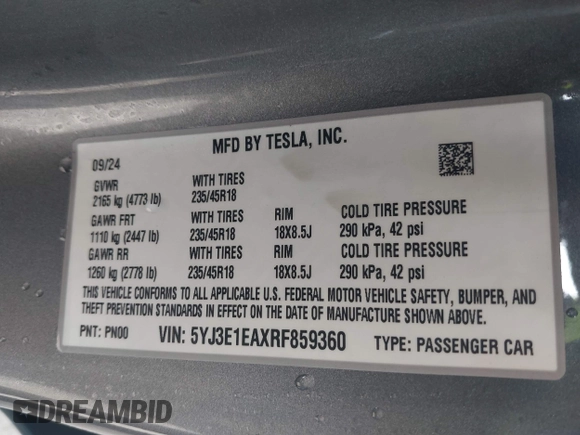 MFD BY TESLA, INC.
09/24
GVWR WITH TIRES
2165 kg (4773 lb) 235/45R18
GAWR FRT WITH TIRES RIM COLD TIRE PRESSURE
1110 kg (2447 lb) 235/45R18 18X8.5J 290 kPa, 42 psi
GAWR RR WITH TIRES RIM COLD TIRE PRESSURE
1260 kg (2778 lb) 235/45R18 18X8.5J 290 kPa, 42 psi
THIS VEHICLE CONFORMS TO ALL APPLICABLE U.S. FEDERAL MOTOR VEHICLE SAFETY, BUMPER, AND
THEFT PREVENTION STANDARDS IN EFFECT ON THE DATE OF MANUFACTURE SHOWN ABOVE.
PNT: PN00 VIN: 5YJ3E1EAXRF859360 TYPE: PASSENGER CAR
DREAMBID